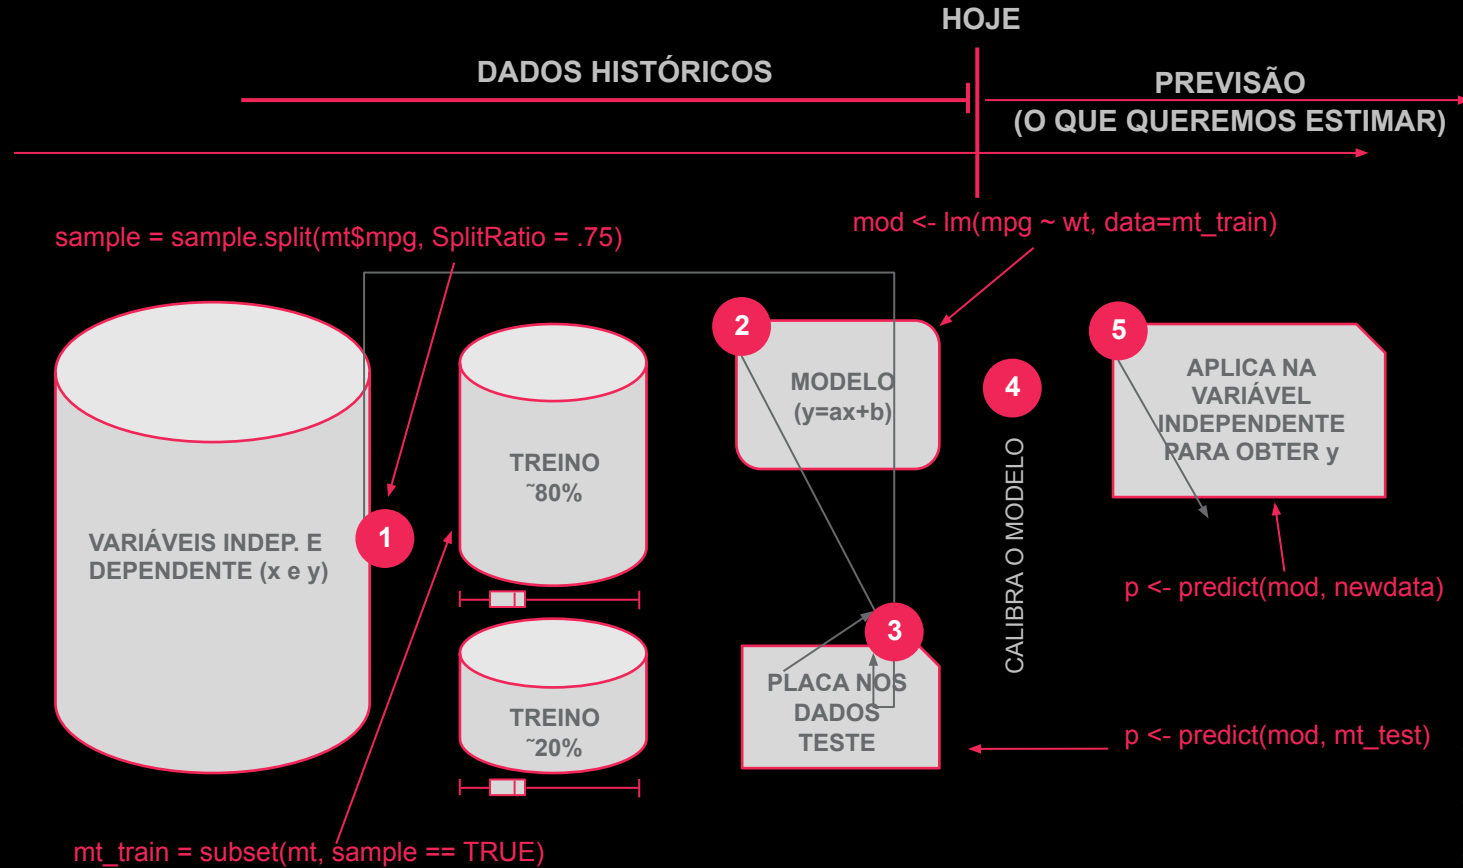 HOJE
DADOS HISTÓRICOS
PREVISÃO
(O QUE QUEREMOS ESTIMAR)
sample = sample.split(mt$mpg, SplitRatio = .75)
mod <- lm(mpg ~ wt, data=mt_train)
VARIÁVEIS INDEP. E
DEPENDENTE (x e y)
1
TREINO
~80%
TREINO
~20%
2
MODELO
(y=ax+b)
3
PLACA NOS
DADOS
TESTE
4
CALIBRA O MODELO
5
APLICA NA
VARIÁVEL
INDEPENDENTE
PARA OBTER y
p <- predict(mod, newdata)
p <- predict(mod, mt_test)
mt_train = subset(mt, sample == TRUE)